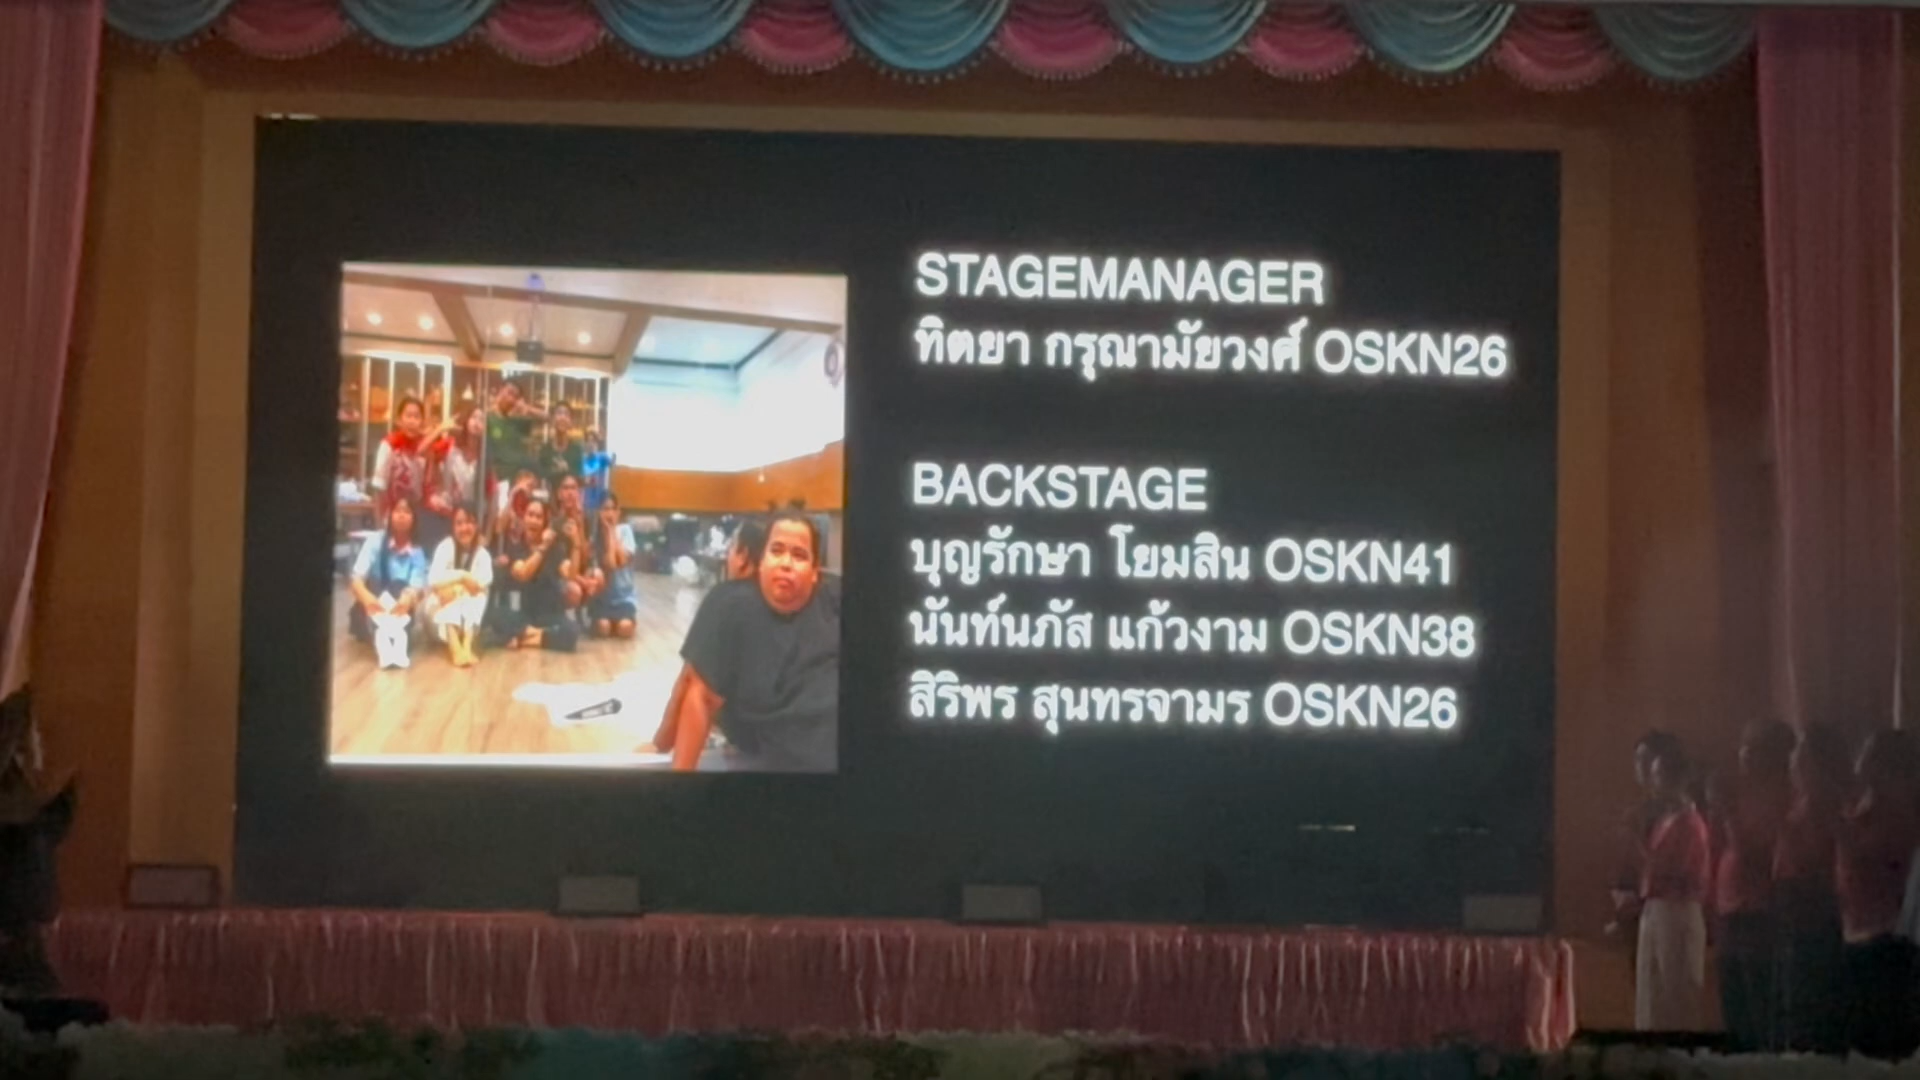 STAGEMANAGER
ทิตยา กรุณามัยวงศ์ OSKN26
BACKSTAGE
บุญรักษา โยมสิน OSKN41
นันท์นภัส แก้วงาม OSKN38
สิริพร สุนทรจามร OSKN26